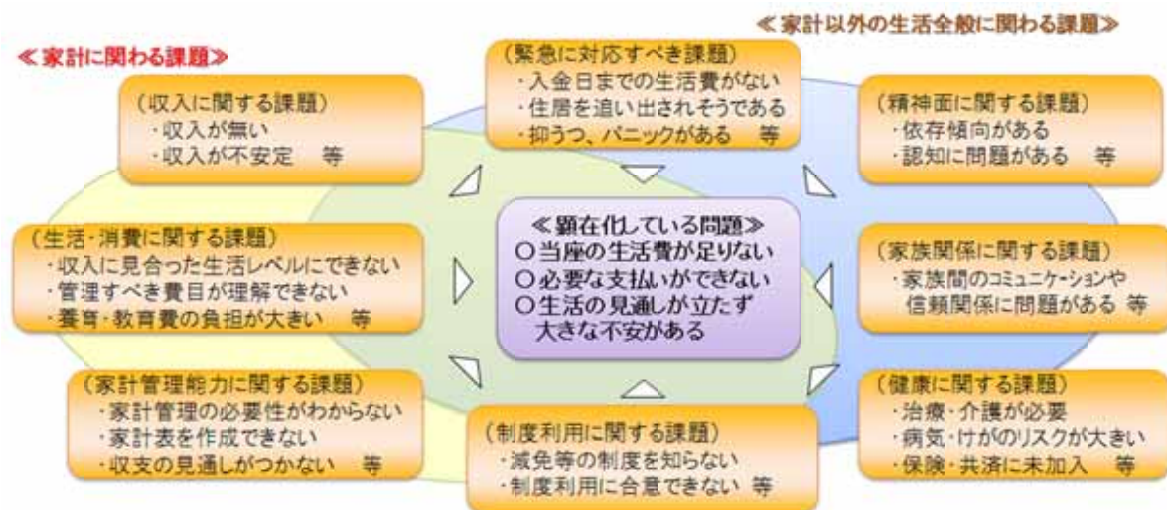 ≪家計以外の生活全般に関わる課題≫
≪家計に関わる課題≫
(緊急に対応すべき課題)
・入金日までの生活費がない
・住居を追い出されそうである
・抑うつ、パニックがある 等
(収入に関する課題)
・収入が無い
・収入が不安定 等
(精神面に関する課題)
・依存傾向がある
・認知に問題がある 等
≪顕在化している問題≫
○当座の生活費が足りない
○必要な支払いができない
○生活の見通しが立たず
大きな不安がある
(生活・消費に関する課題)
・収入に見合った生活レベルにできない
・管理すべき費目が理解できない
・養育・教育費の負担が大きい 等
(家族関係に関する課題)
・家族間のコミュニケーションや
信頼関係に問題がある 等
(家計管理能力に関する課題)
・家計管理の必要性がわからない
・家計表を作成できない
・収支の見通しがつかない 等
(制度利用に関する課題)
・減免等の制度を知らない
・制度利用に合意できない 等
(健康に関する課題)
・治療・介護が必要
・病気・けがのリスクが大きい
・保険・共済に未加入 等